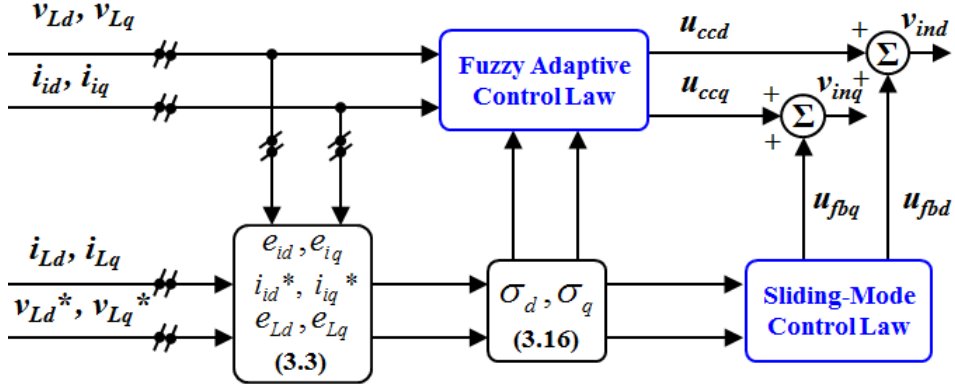 v_Ld, v_Lq
i_id, i_iq
Fuzzy Adaptive
Control Law
u_ccd
u_ccq
+
Σ
v_ind
+
+
Σ
v_inq
+
u_fbq
u_fbd
i_Ld, i_Lq
v_Ld*, v_Lq*
e_id, e_iq
i_id*, i_iq*
e_Ld, e_Lq
(3.3)
σ_d, σ_q
(3.16)
Sliding-Mode
Control Law